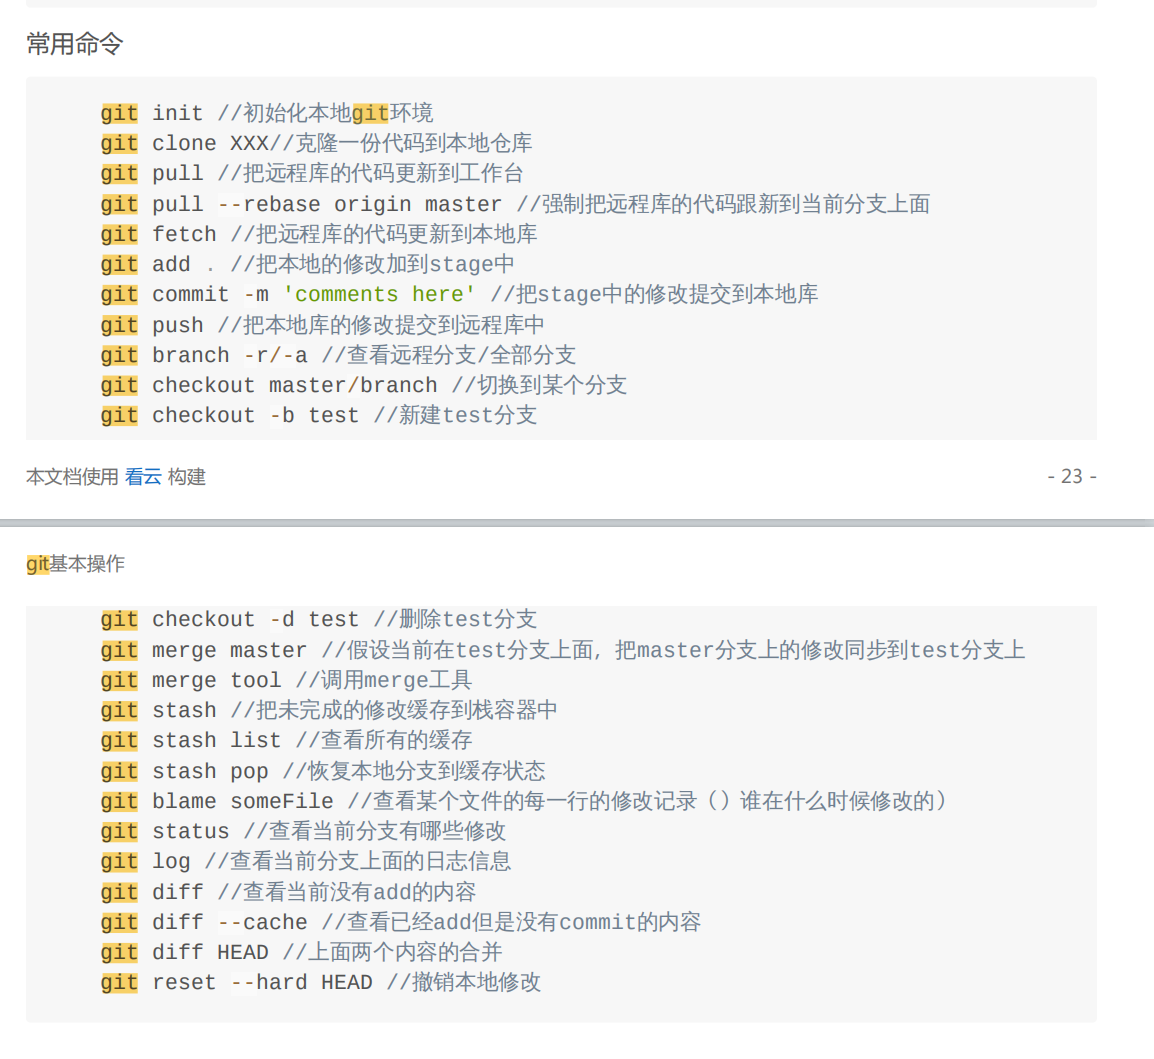 常用命令
git init //初始化本地git环境
git clone XXX//克隆一份代码到本地仓库
git pull //把远程库的代码更新到工作台
git pull --rebase origin master //强制把远程库的代码跟新到当前分支上面
git fetch //把远程库的代码更新到本地库
git add . //把本地的修改加到stage中
git commit -m 'comments here' //把stage中的修改提交到本地库
git push //把本地库的修改提交到远程库中
git branch -r/-a //查看远程分支/全部分支
git checkout master/branch //切换到某个分支
git checkout -b test //新建test分支
本文档使用 看云 构建 - 23 -
git基本操作
git checkout -d test //删除test分支
git merge master //假设当前在test分支上面，把master分支上的修改同步到test分支上
git merge tool //调用merge工具
git stash //把未完成的修改缓存到栈容器中
git stash list //查看所有的缓存
git stash pop //恢复本地分支到缓存状态
git blame someFile //查看某个文件的每一行的修改记录（）谁在什么时候修改的）
git status //查看当前分支有哪些修改
git log //查看当前分支上面的日志信息
git diff //查看当前没有add的内容
git diff --cache //查看已经add但是没有commit的内容
git diff HEAD //上面两个内容的合并
git reset --hard HEAD //撤销本地修改